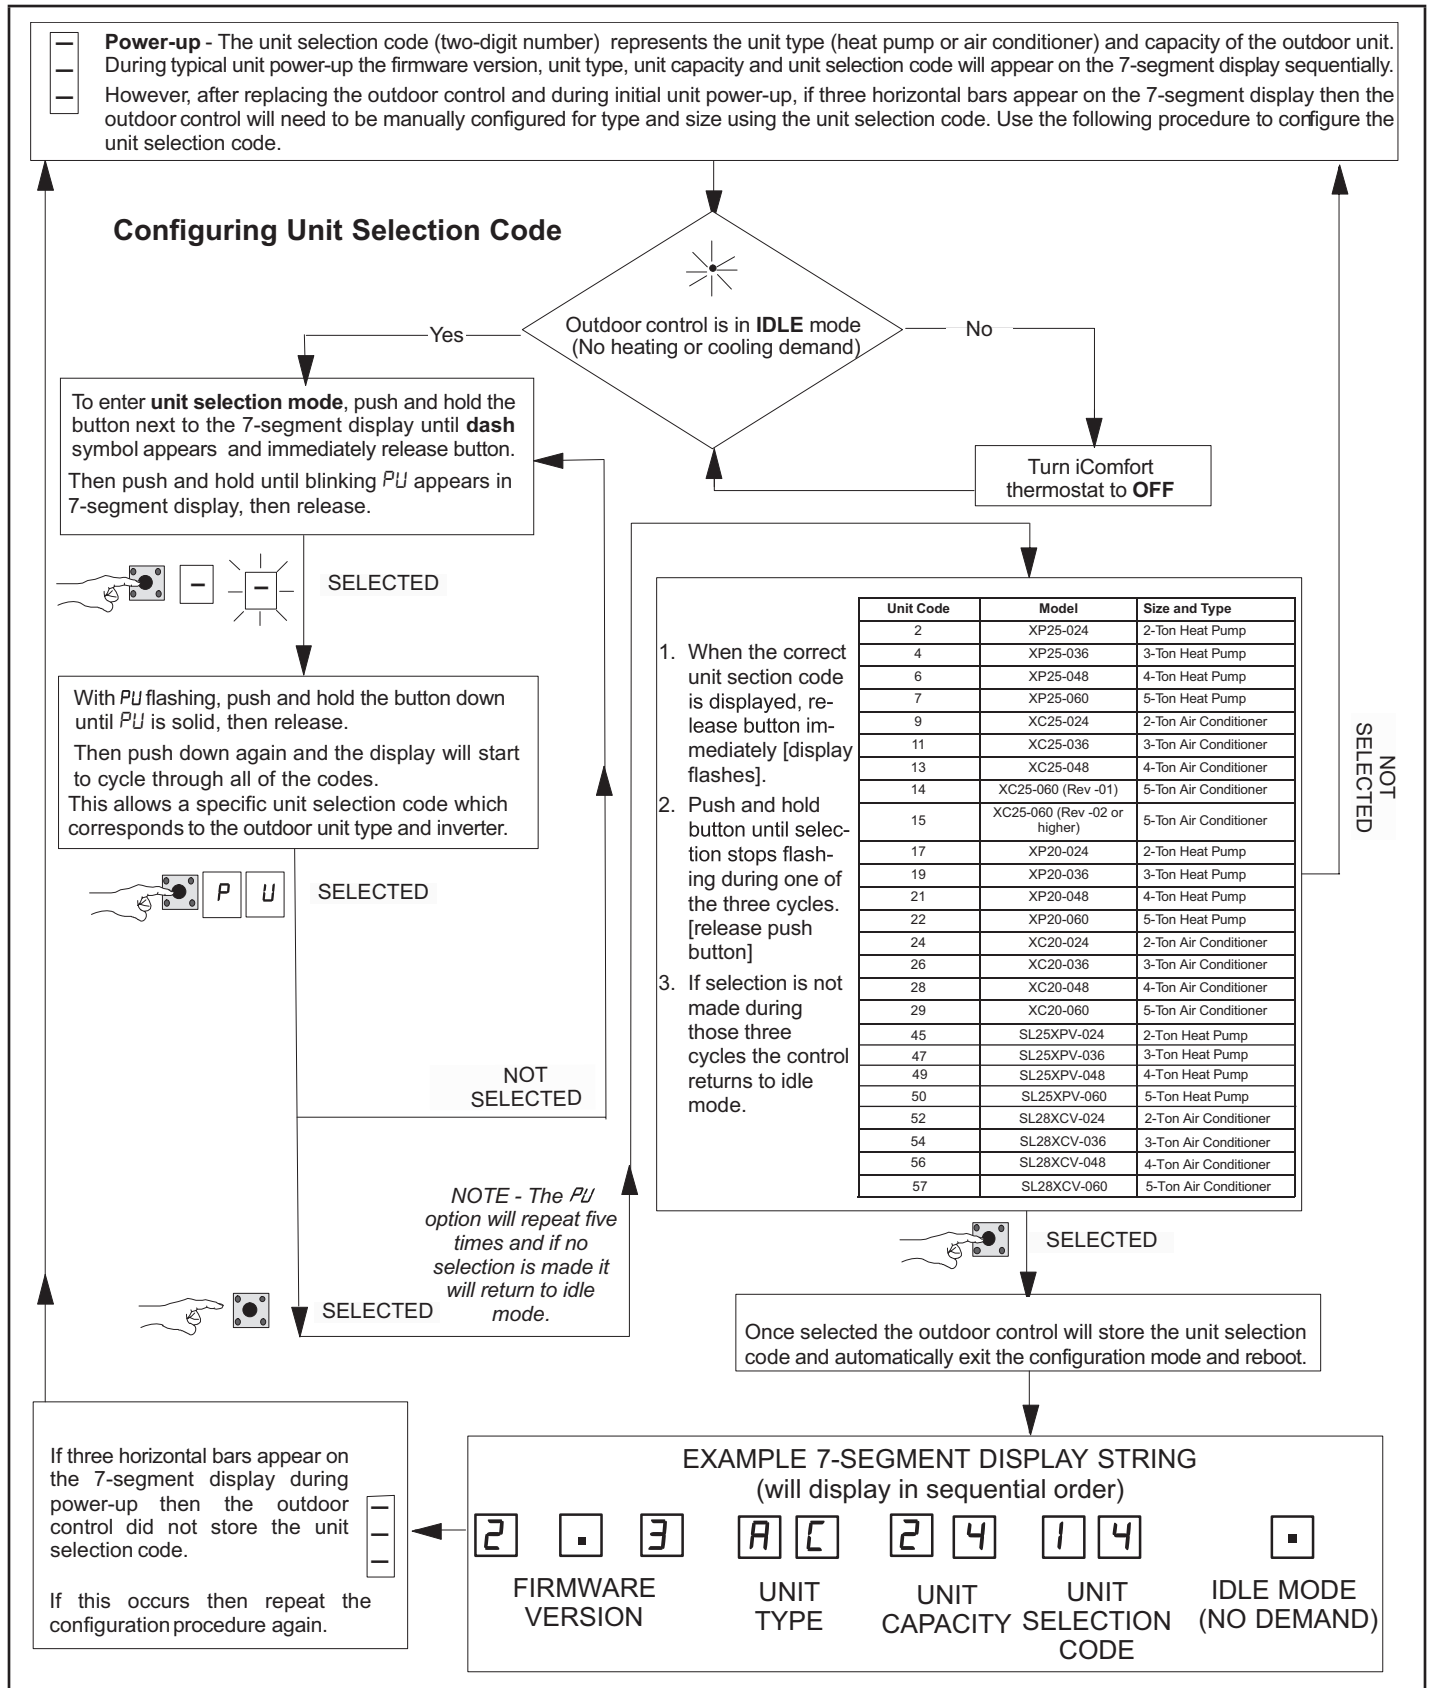 Power-up - The unit selection code (two-digit number) represents the unit type (heat pump or air conditioner) and capacity of the outdoor unit.
During typical unit power-up the firmware version, unit type, unit capacity and unit selection code will appear on the 7-segment display sequentially.
However, after replacing the outdoor control and during initial unit power-up, if three horizontal bars appear on the 7-segment display then the
outdoor control will need to be manually configured for type and size using the unit selection code. Use the following procedure to configure the
unit selection code.
Configuring Unit Selection Code
Outdoor control is in IDLE mode
(No heating or cooling demand)
Yes
No
To enter unit selection mode, push and hold the
button next to the 7-segment display until dash
symbol appears and immediately release button.
Then push and hold until blinking PU appears in
7-segment display, then release.
Turn iComfort
thermostat to OFF
– –
SELECTED
With PU flashing, push and hold the button down
until PU is solid, then release.
Then push down again and the display will start
to cycle through all of the codes.
This allows a specific unit selection code which
corresponds to the outdoor unit type and inverter.
P U
SELECTED
NOT
SELECTED
NOTE - The PU
option will repeat five
times and if no
selection is made it
will return to idle
mode.
SELECTED
1. When the correct
unit section code
is displayed, re-
lease button im-
mediately [display
flashes].
2. Push and hold
button until selec-
tion stops flash-
ing during one of
the three cycles.
[release push
button]
3. If selection is not
made during
those three
cycles the control
returns to idle
mode.
Unit Code Model Size and Type
2 XP25-024 2-Ton Heat Pump
4 XP25-036 3-Ton Heat Pump
6 XP25-048 4-Ton Heat Pump
7 XP25-060 5-Ton Heat Pump
9 XC25-024 2-Ton Air Conditioner
11 XC25-036 3-Ton Air Conditioner
13 XC25-048 4-Ton Air Conditioner
14 XC25-060 (Rev -01) 5-Ton Air Conditioner
15 XC25-060 (Rev -02 or
higher) 5-Ton Air Conditioner
17 XP20-024 2-Ton Heat Pump
19 XP20-036 3-Ton Heat Pump
21 XP20-048 4-Ton Heat Pump
22 XP20-060 5-Ton Heat Pump
24 XC20-024 2-Ton Air Conditioner
26 XC20-036 3-Ton Air Conditioner
28 XC20-048 4-Ton Air Conditioner
29 XC20-060 5-Ton Air Conditioner
45 SL25XPV-024 2-Ton Heat Pump
47 SL25XPV-036 3-Ton Heat Pump
49 SL25XPV-048 4-Ton Heat Pump
50 SL25XPV-060 5-Ton Heat Pump
52 SL28XCV-024 2-Ton Air Conditioner
54 SL28XCV-036 3-Ton Air Conditioner
56 SL28XCV-048 4-Ton Air Conditioner
57 SL28XCV-060 5-Ton Air Conditioner
NOT
SELECTED
SELECTED
Once selected the outdoor control will store the unit selection
code and automatically exit the configuration mode and reboot.
If three horizontal bars appear on
the 7-segment display during
power-up then the outdoor
control did not store the unit
selection code.
If this occurs then repeat the
configuration procedure again.
EXAMPLE 7-SEGMENT DISPLAY STRING
(will display in sequential order)
2 . 3 A C 2 4 1 4 .
FIRMWARE
VERSION
UNIT
TYPE
UNIT
CAPACITY
UNIT
SELECTION
CODE
IDLE MODE
(NO DEMAND)